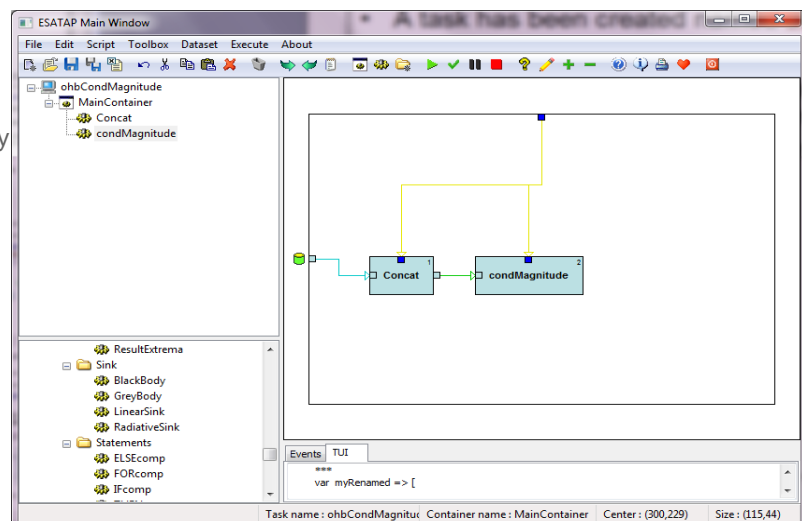 A task has been created
ESATAP Main Window
File Edit Script Toolbox Dataset Execute About
ohbCondMagnitude
MainContainer
Concat
condMagnitude
y
1
Concat
2
condMagnitude
ResultExtrema
Sink
BlackBody
GreyBody
LinearSink
RadiativeSink
Statements
ELSEcomp
FORcomp
IFcomp
Events TUI
***
var myRenamed => [
Task name : ohbCondMagnituc Container name : MainContainer Center : (300,229) Size : (115,44)